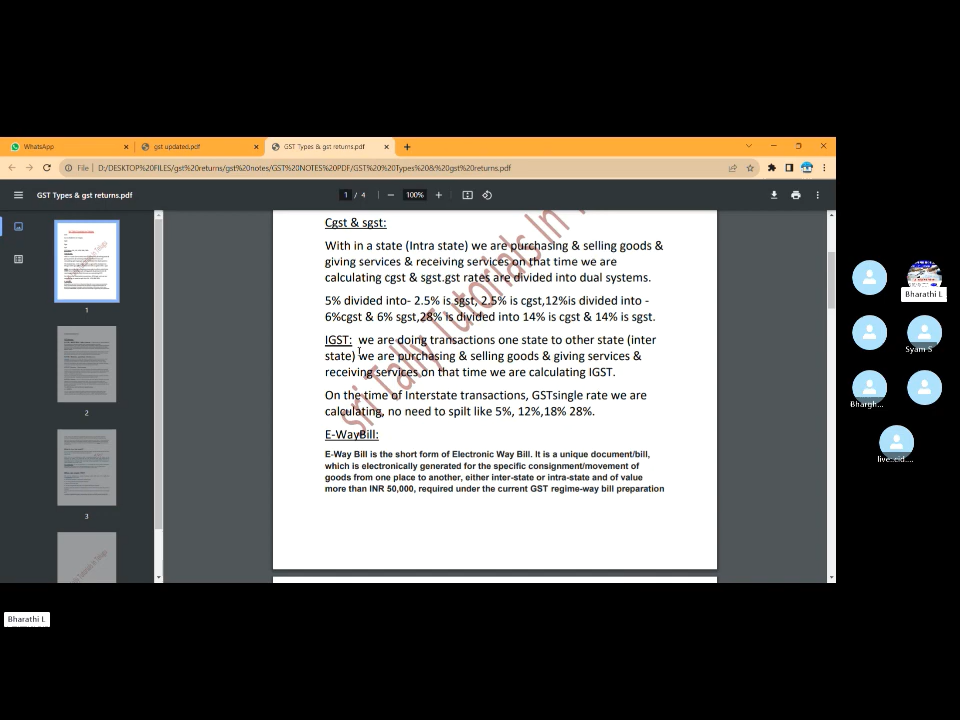 WhatsApp
gst updated.pdf
GST Types & gst returns.pdf
File
D:/DESKTOP%20FILES/gst%20returns/gst%20notes/GST%20NOTES%20PDF/GST%20%20Types%20&%20gst%20returns.pdf
GST Types & gst returns.pdf
1 / 4
100%
Cgst & sgst:
With in a state (Intra state) we are purchasing & selling goods &
giving services & receiving services on that time we are
calculating cgst & sgst.gst rates are divided into dual systems.
5% divided into- 2.5% is sgst, 2.5% is cgst,12%is divided into -
6%cgst & 6% sgst,28% is divided into 14% is cgst & 14% is sgst.
IGST: we are doing transactions one state to other state (inter
state) we are purchasing & selling goods & giving services &
receiving services on that time we are calculating IGST.
On the time of Interstate transactions, GSTsingle rate we are
calculating, no need to spilt like 5%, 12%,18% 28%.
E-WayBill:
E-Way Bill is the short form of Electronic Way Bill. It is a unique document/bill,
which is electronically generated for the specific consignment/movement of
goods from one place to another, either inter-state or intra-state and of value
more than INR 50,000, required under the current GST regime-way bill preparation
Sri Tally Tutorials In
1
2
3
Bharathi L
Syam S
Bhargh...
live:.cid....
Bharathi L